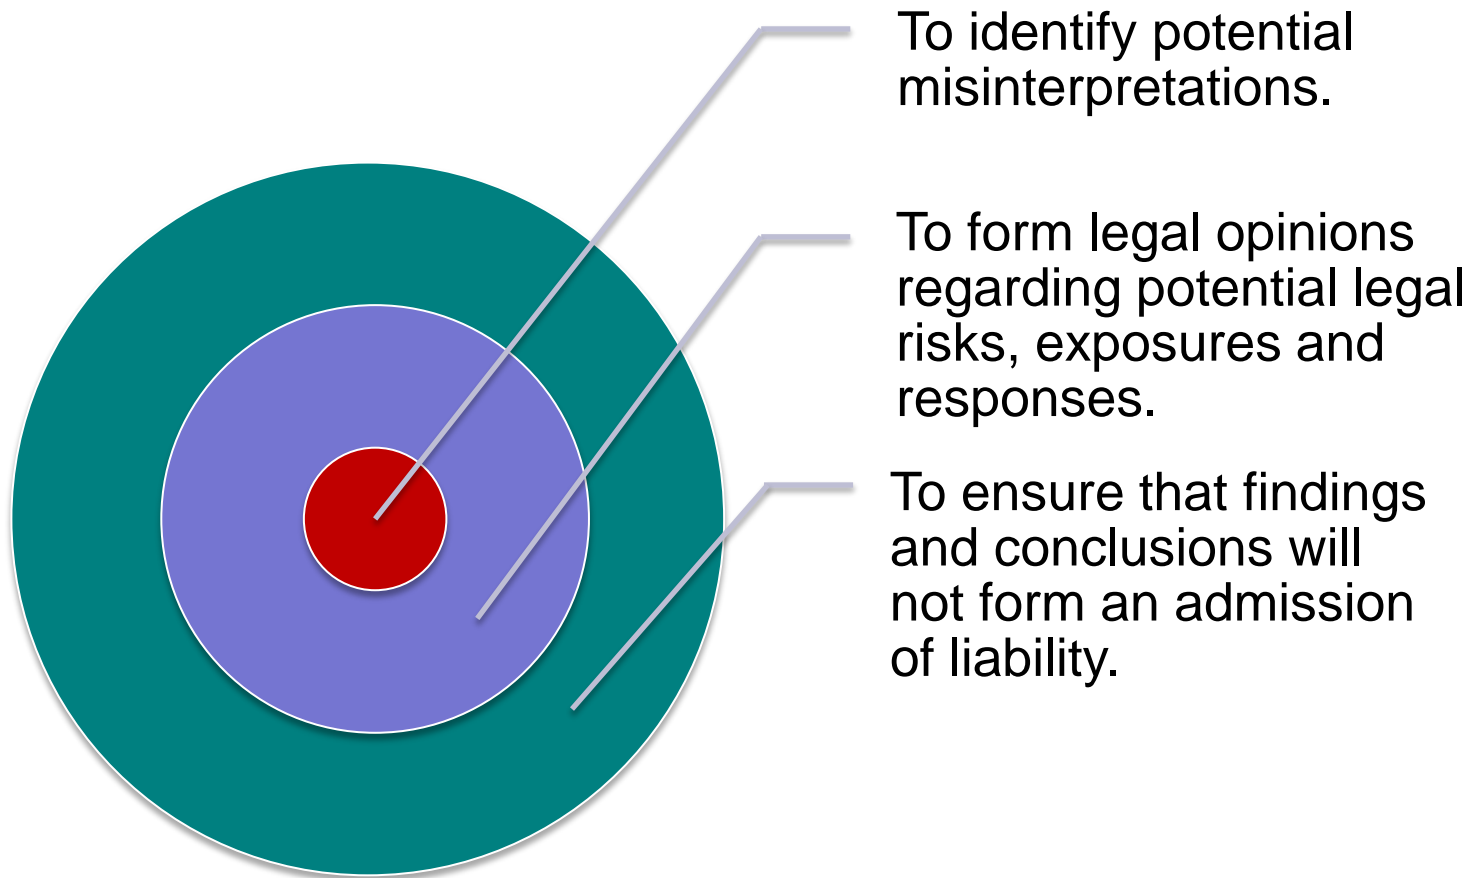 To identify potential
misinterpretations.
To form legal opinions
regarding potential legal
risks, exposures and
responses.
To ensure that findings
and conclusions will
not form an admission
of liability.